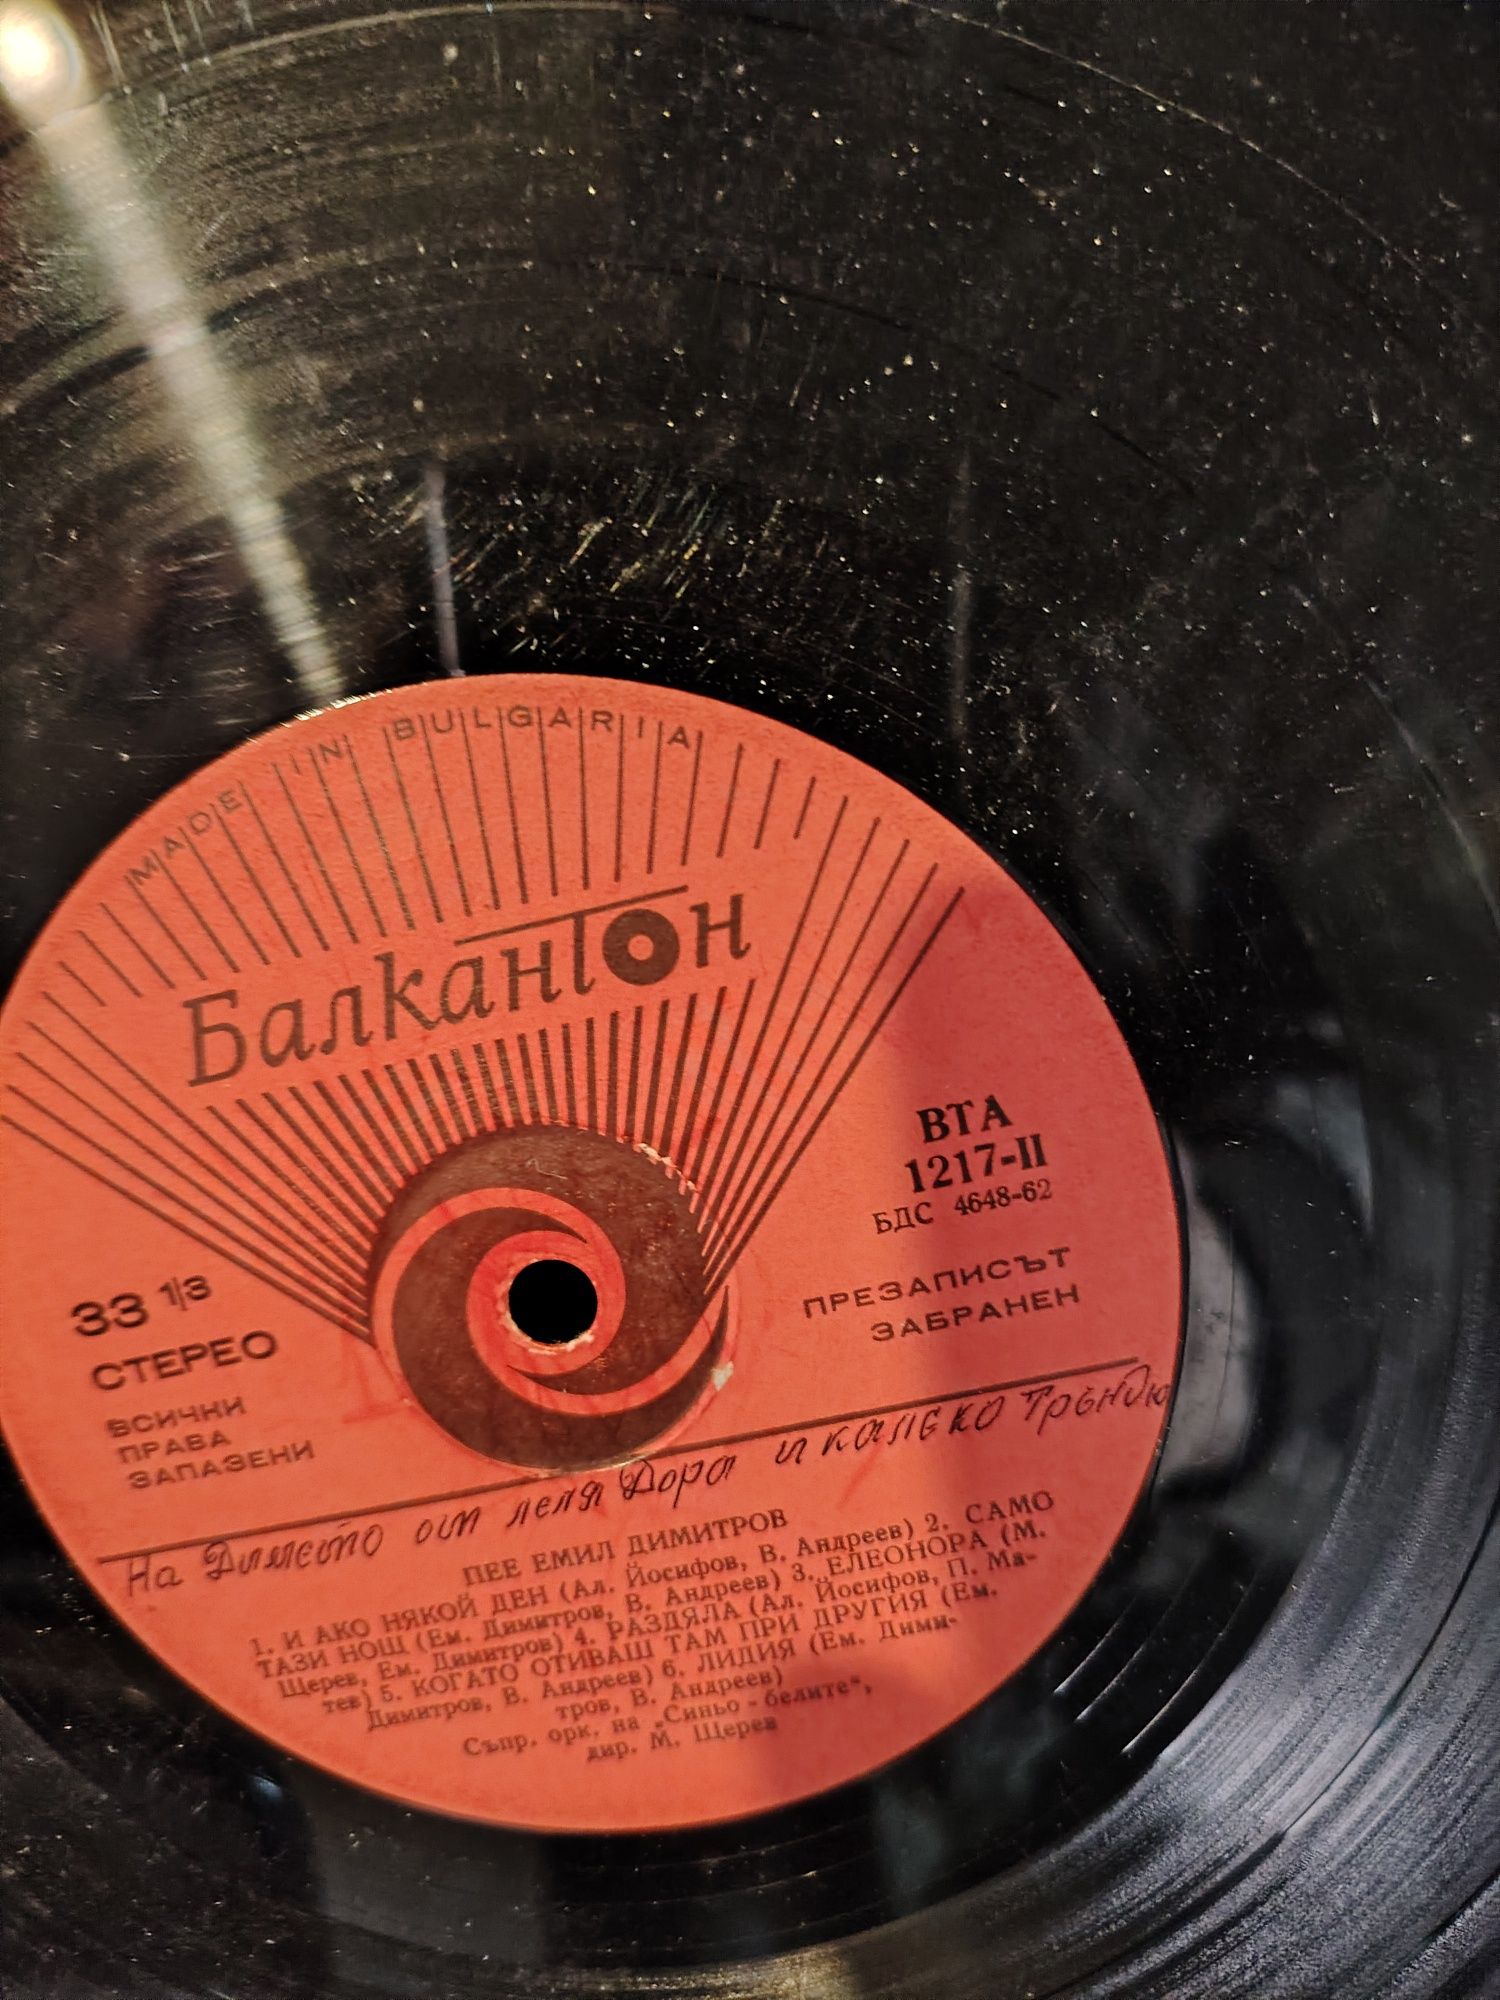 MADE IN BULGARIA
Балкантон
ВТА
1217-II
БДС 4648-62
ПРЕЗАПИСЪТ
ЗАБРАНЕН
33 1/3
СТЕРЕО
ВСИЧНИ
ПРАВА
ЗАПАЗЕНИ
На Димето от леля Дора и калеко Трендю
ПЕЕ ЕМИЛ ДИМИТРОВ
1. И АКО НЯКОЙ ДЕН (Ал. Йосифов, В. Андреев) 2. САМО
ТАЗИ НОЩ (Ем. Димитров, В. Андреев) 3. ЕЛЕОНОРА (М.
Щерев, Ем. Димитров) 4. РАЗДЯЛА (Ал. Йосифов, П. Ма-
тев) 5. КОГАТО ОТИВАШ ТАМ ПРИ ДРУГИЯ (Ем.
Димитров, В. Андреев) 6. ЛИДИЯ (Ем. Дими-
тров, В. Андреев)
Съпр. орк. на „Синьо - белите",
дир. М. Щерев